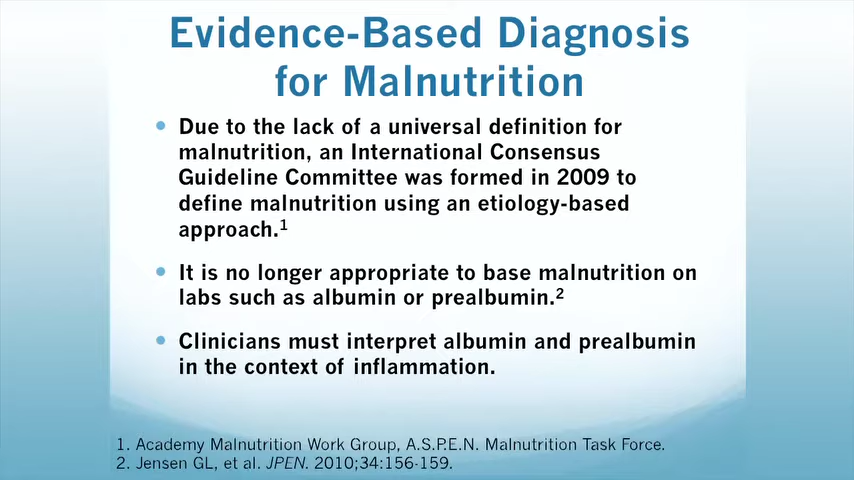 Evidence-Based Diagnosis
for Malnutrition
• Due to the lack of a universal definition for
malnutrition, an International Consensus
Guideline Committee was formed in 2009 to
define malnutrition using an etiology-based
approach.¹
• It is no longer appropriate to base malnutrition on
labs such as albumin or prealbumin.²
• Clinicians must interpret albumin and prealbumin
in the context of inflammation.
1. Academy Malnutrition Work Group, A.S.P.E.N. Malnutrition Task Force.
2. Jensen GL, et al. JPEN. 2010;34:156-159.